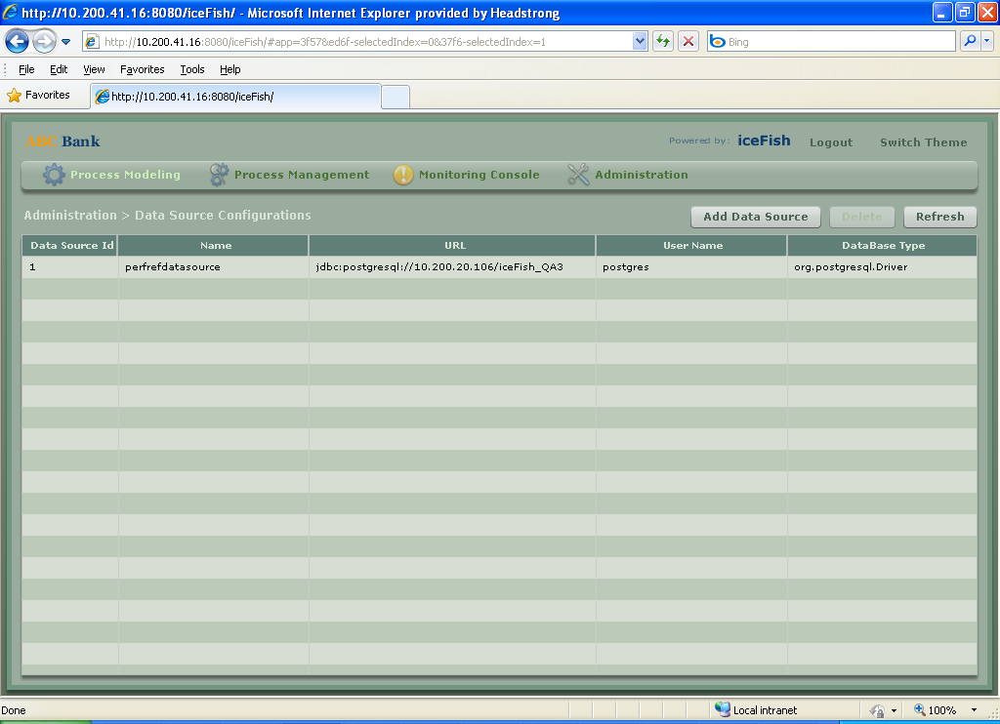 http://10.200.41.16:8080/iceFish/ - Microsoft Internet Explorer provided by Headstrong
http://10.200.41.16:8080/iceFish/#app=3f57&ed6f-selectedIndex=0&37f6-selectedIndex=1
Bing
File Edit View Favorites Tools Help
Favorites http://10.200.41.16:8080/iceFish/
ABC Bank
Powered by: iceFish Logout Switch Theme
Process Modeling Process Management Monitoring Console Administration
Administration > Data Source Configurations
Add Data Source Delete Refresh
Data Source Id Name URL User Name DataBase Type
1 perfrefdatasource jdbc:postgresql://10.200.20.106/iceFish_QA3 postgres org.postgresql.Driver
Done Local intranet 100%